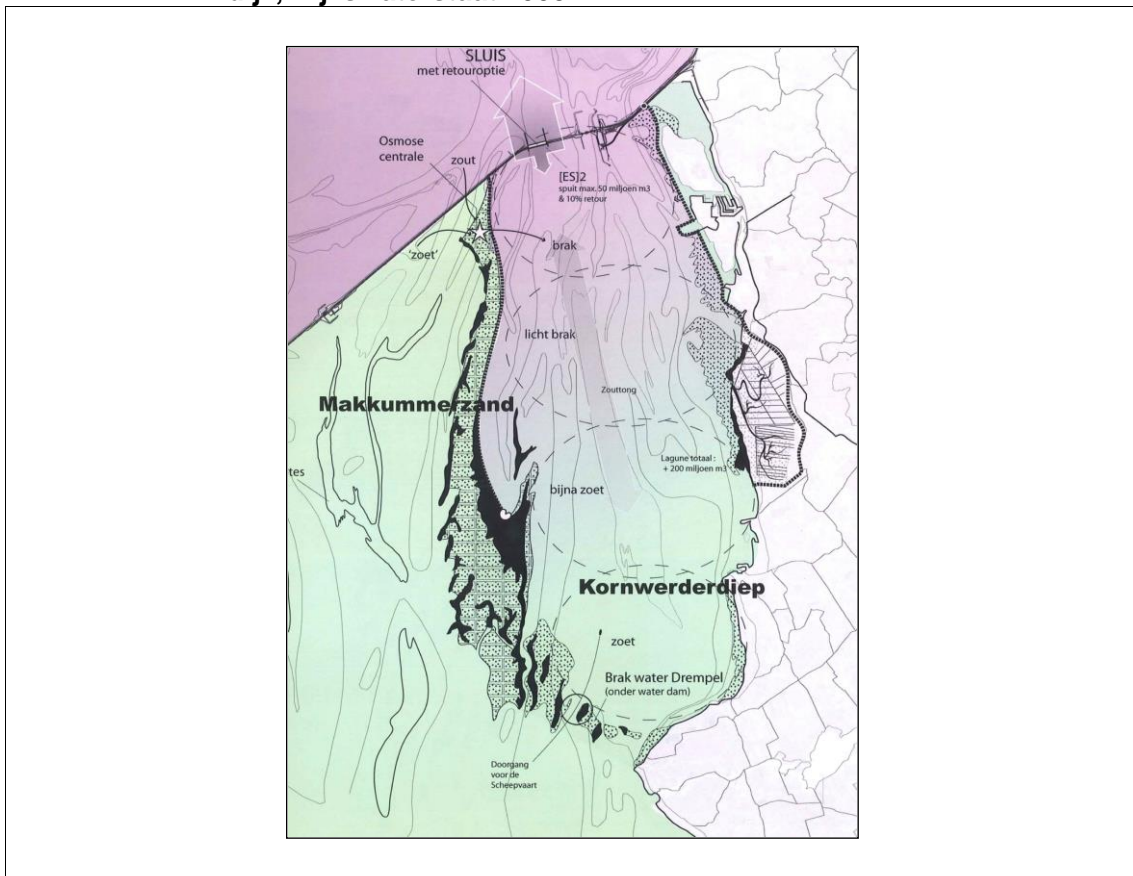 SLUIS
met retouroptie
Osmose
centrale
zout
[ES]2
spuit max. 50 miljoen m3
& 10% retour
'zoet'
brak
licht brak
Zouttong
Makkummerzand
Lagune totaal :
+ 200 miljoen m3
tes
bijna zoet
Kornwerderdiep
zoet
Brak water Drempel
(onder water dam)
Doorgang
voor de
Scheepvaart